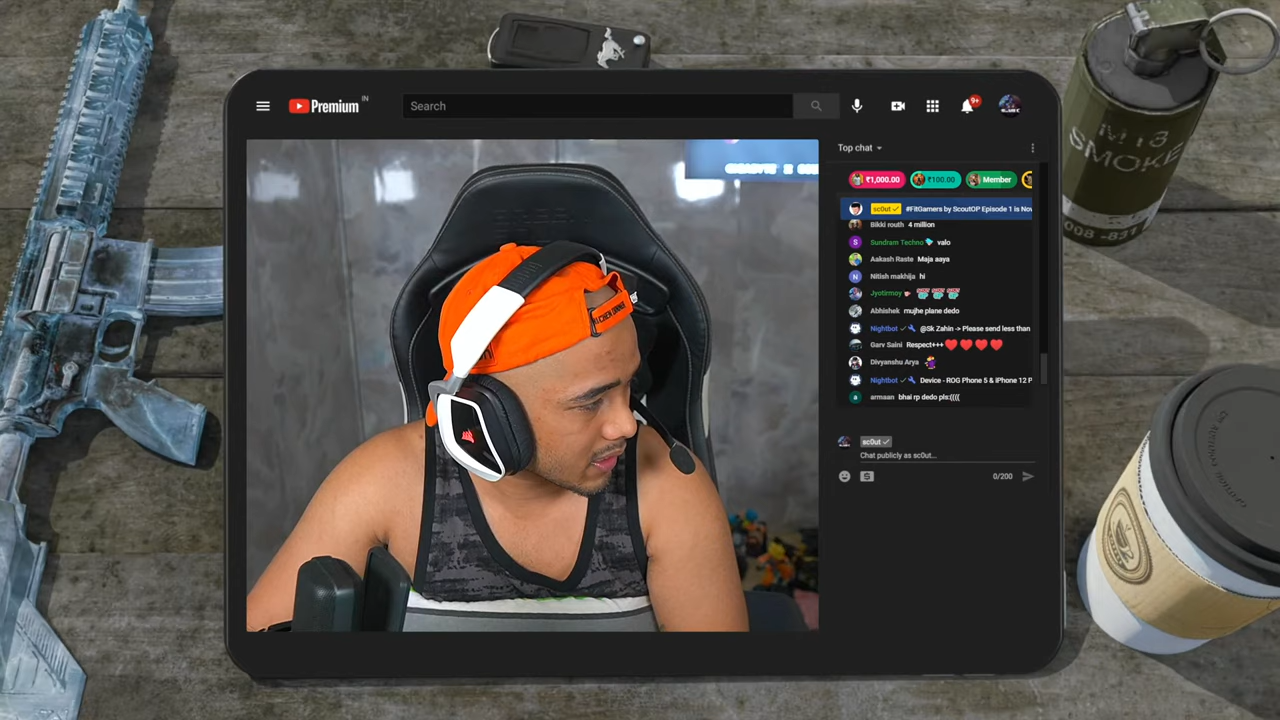 Premium IN
Search
9+
Top chat
₹1,000.00
₹100.00
Member
sc0ut #FitGamers by ScoutOP Episode 1 is Nov
Bikki routh 4 million
S Sundram Techno valo
Aakash Raste Maja aaya
N Nitish makhija hi
Jyotirmoy
Abhishek mujhe plane dedo
Nightbot @Sk Zahin -> Please send less than
Garv Saini Respect+++
Divyanshu Arya
Nightbot Device - ROG Phone 5 & iPhone 12 P
a armaan bhai rp dedo pls:((((
sc0ut
Chat publicly as sc0ut...
0/200
M18
SMOKE